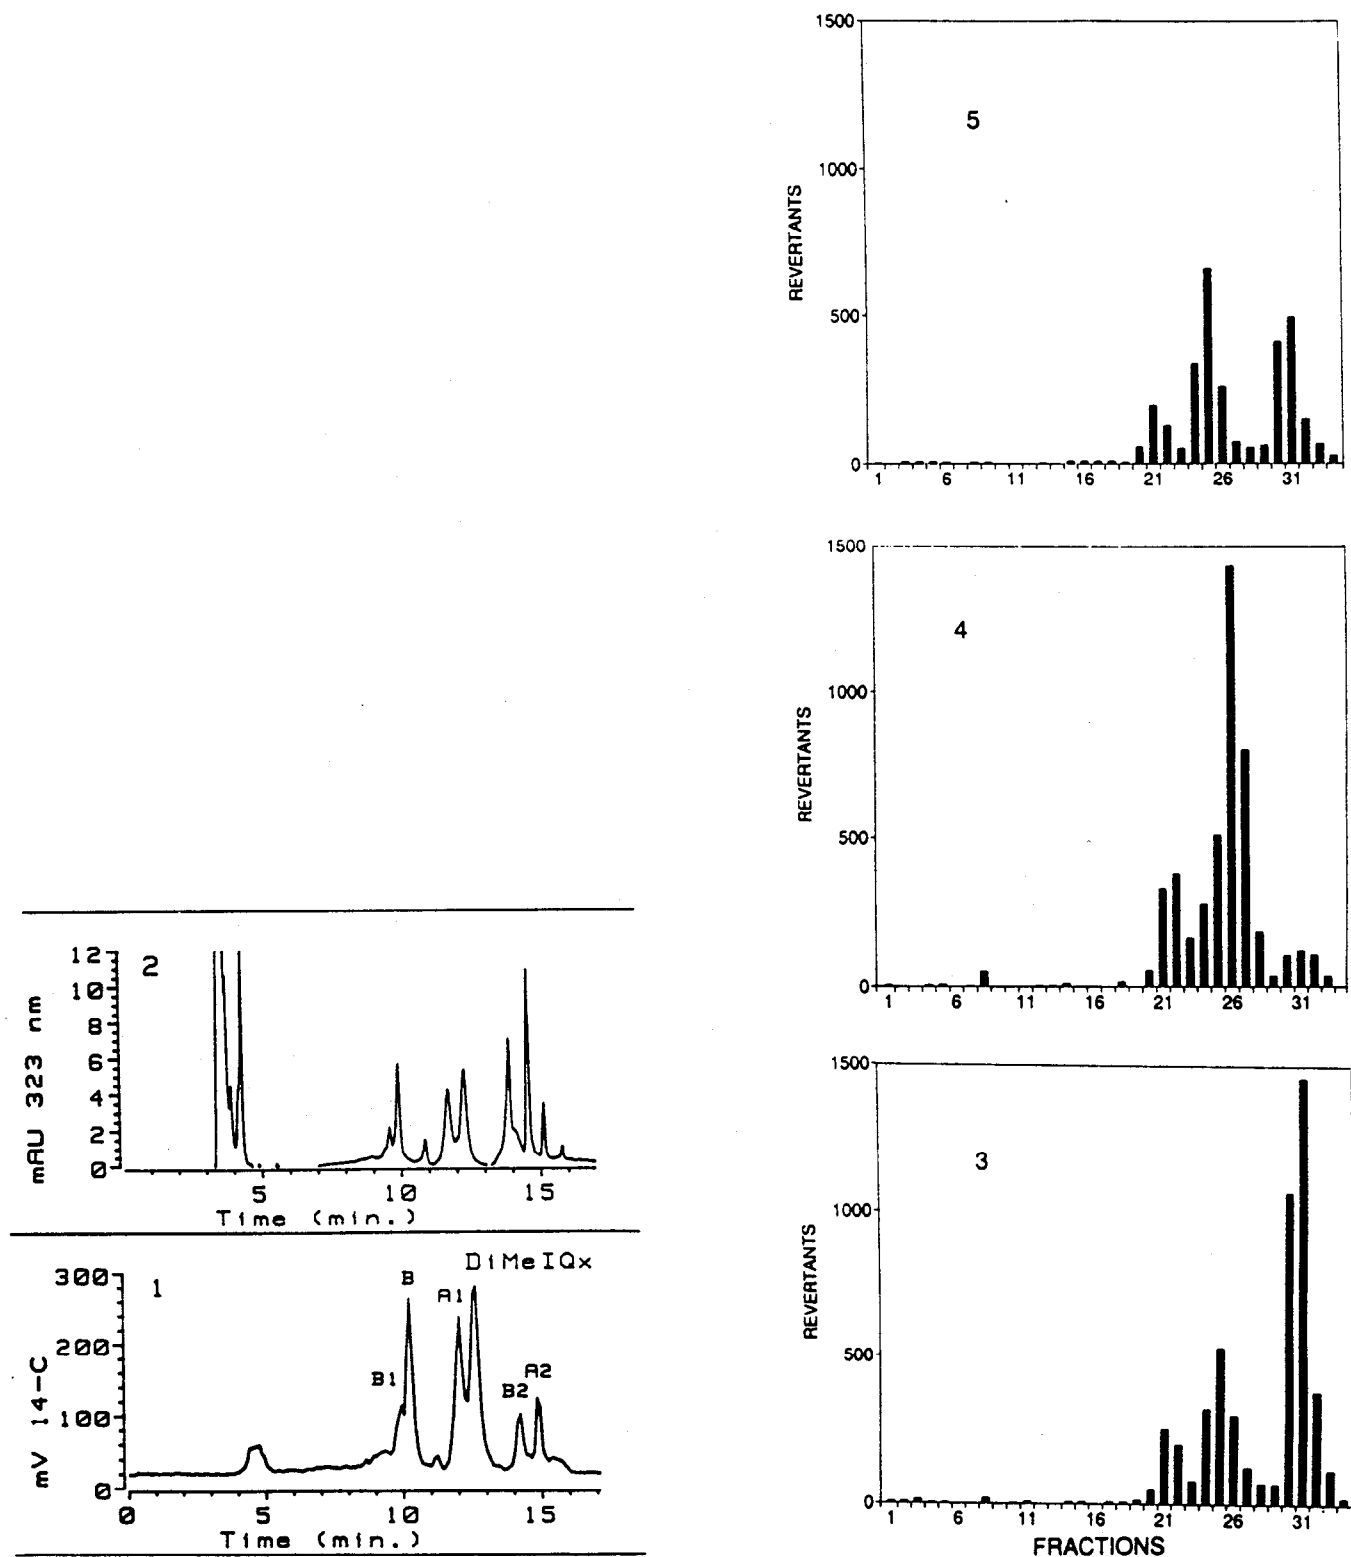 1500
5
1000
REVERTANTS
500
0
1 6 11 16 21 26 31
1500
4
1000
REVERTANTS
500
0
1 6 11 16 21 26 31
1500
3
1000
REVERTANTS
500
0
1 6 11 16 21 26 31
FRACTIONS
2
12
10
8
6
4
2
0
mAU 323 nm
5 10 15
Time (min.)
1
DiMeIQx
300
200
100
0
mV 14-C
B
A1
B1
A2
B2
0 5 10 15
Time (min.)